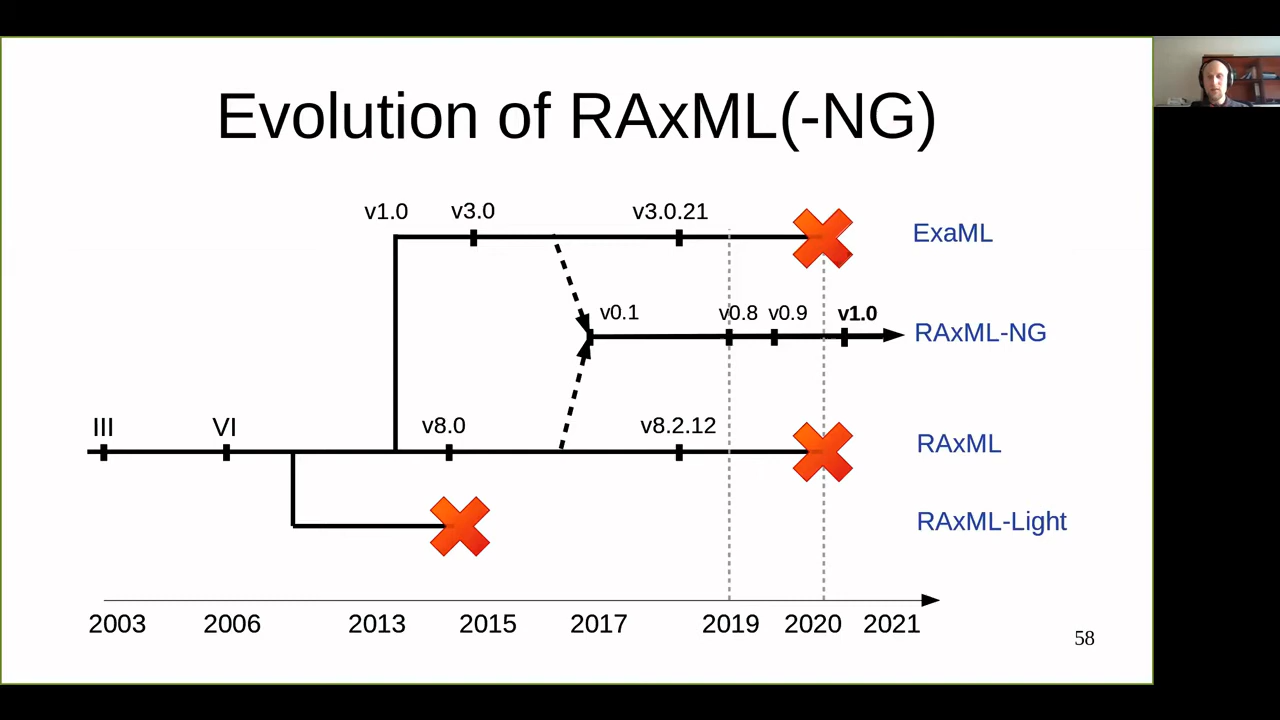 Evolution of RAxML(-NG)
v1.0 v3.0 v3.0.21
ExaML
v0.1 v0.8 v0.9 v1.0
RAxML-NG
III VI v8.0 v8.2.12
RAxML
RAxML-Light
2003 2006 2013 2015 2017 2019 2020 2021
58